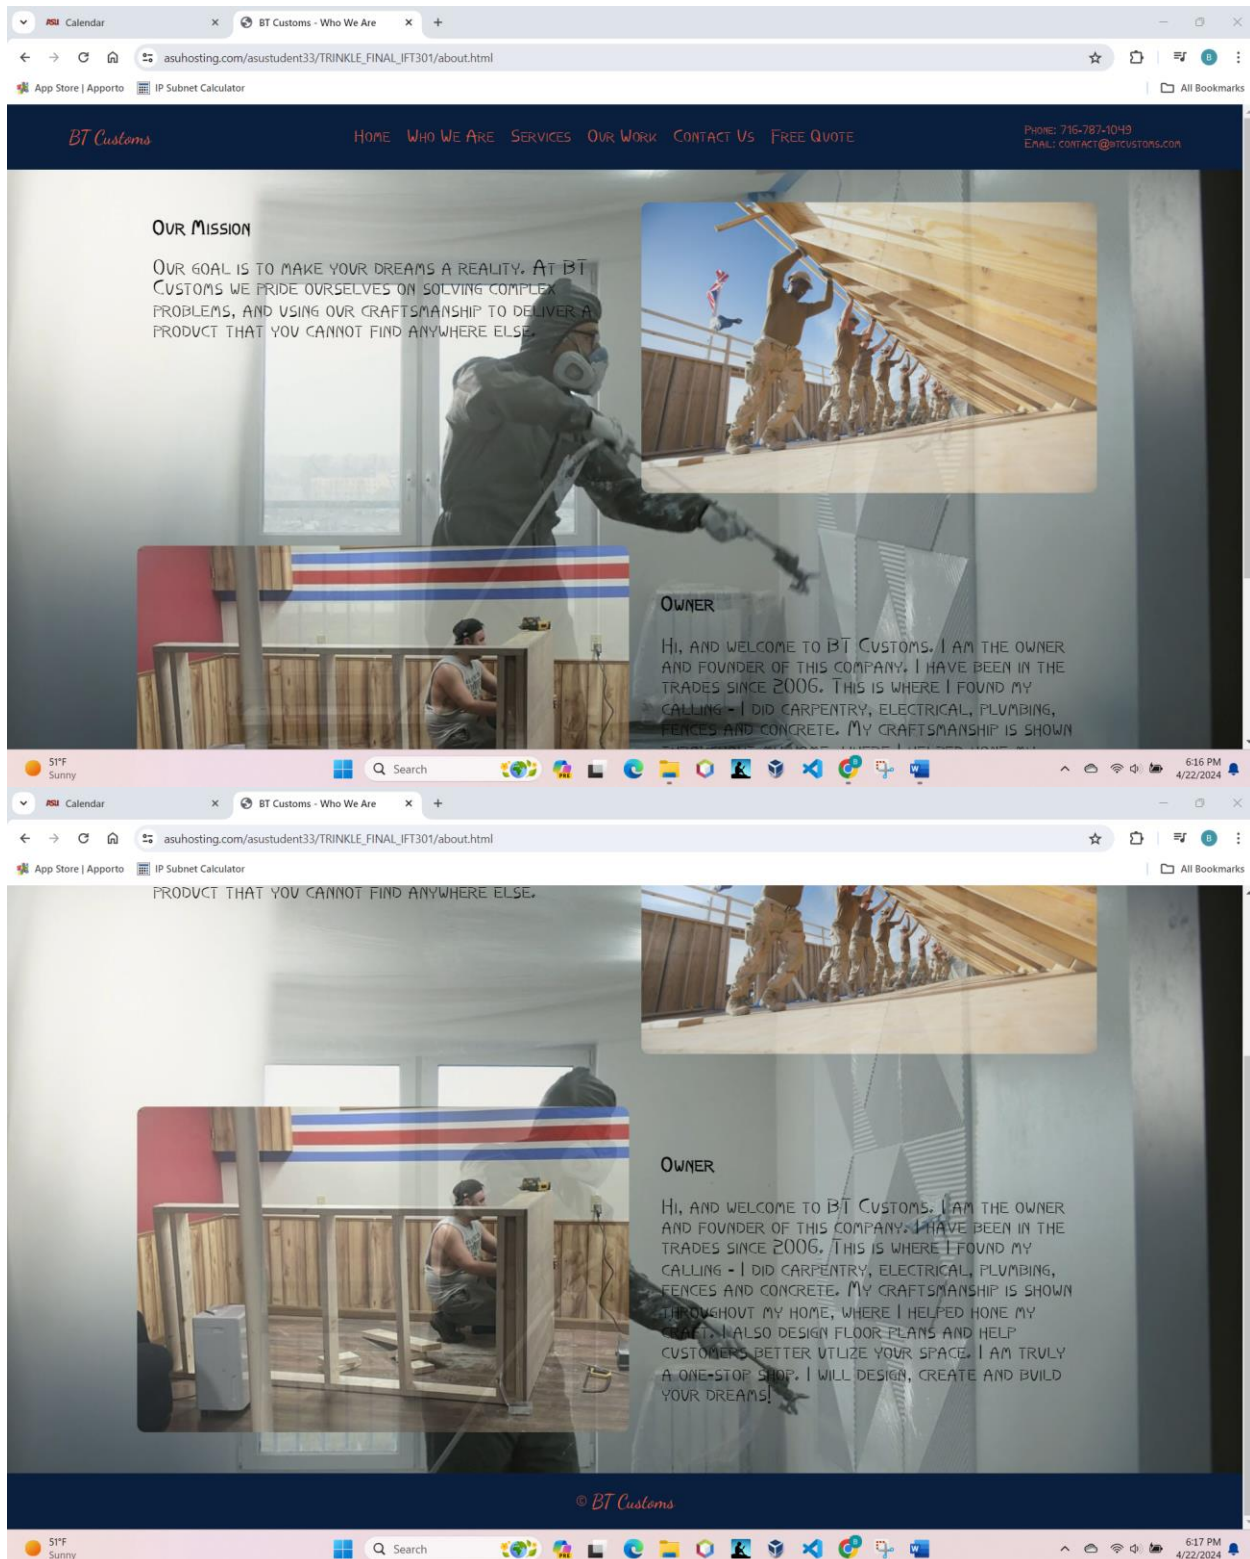 Calendar
BT Customs - Who We Are
asuhosting.com/asustudent33/TRINKLE_FINAL_IFT301/about.html
App Store | Apporto
IP Subnet Calculator
All Bookmarks
BT Customs
Home Who We Are Services Our Work Contact Us Free Quote
Phone: 716-787-1049
Email: contact@btcustoms.com
Our Mission
Our goal is to make your dreams a reality. At BT
Customs we pride ourselves on solving complex
problems, and using our craftsmanship to deliver a
product that you cannot find anywhere else.
Owner
Hi, and welcome to BT Customs. I am the owner
and founder of this company. I have been in the
trades since 2006. This is where I found my
calling - I did carpentry, electrical, plumbing,
fences and concrete. My craftsmanship is shown
throughout my home, where I helped hone my
51°F
Sunny
Search
6:16 PM
4/22/2024
Calendar
BT Customs - Who We Are
asuhosting.com/asustudent33/TRINKLE_FINAL_IFT301/about.html
App Store | Apporto
IP Subnet Calculator
All Bookmarks
product that you cannot find anywhere else.
Owner
Hi, and welcome to BT Customs. I am the owner
and founder of this company. I have been in the
trades since 2006. This is where I found my
calling - I did carpentry, electrical, plumbing,
fences and concrete. My craftsmanship is shown
throughout my home, where I helped hone my
craft. I also design floor plans and help
customers better utlize your space. I am truly
a one-stop shop. I will design, create and build
your dreams!
© BT Customs
51°F
Sunny
Search
6:17 PM
4/22/2024